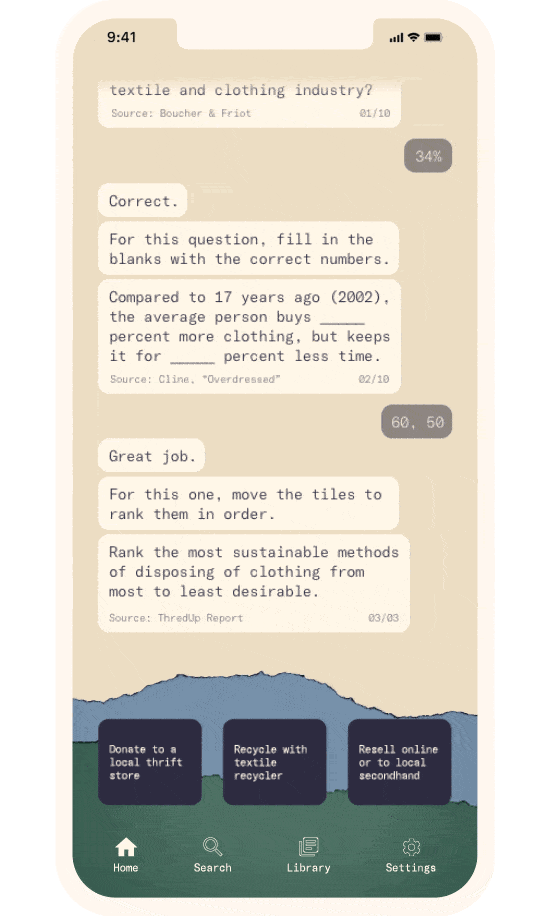 9:41
textile and clothing industry?
Source: Boucher & Friot 01/10
34%
Correct.
For this question, fill in the
blanks with the correct numbers.
Compared to 17 years ago (2002),
the average person buys _____
percent more clothing, but keeps
it for _____ percent less time.
Source: Cline, "Overdressed" 02/10
60, 50
Great job.
For this one, move the tiles to
rank them in order.
Rank the most sustainable methods
of disposing of clothing from
most to least desirable.
Source: ThredUp Report 03/03
Donate to a
local thrift
store
Recycle with
textile
recycler
Resell online
or to local
secondhand
Home Search Library Settings